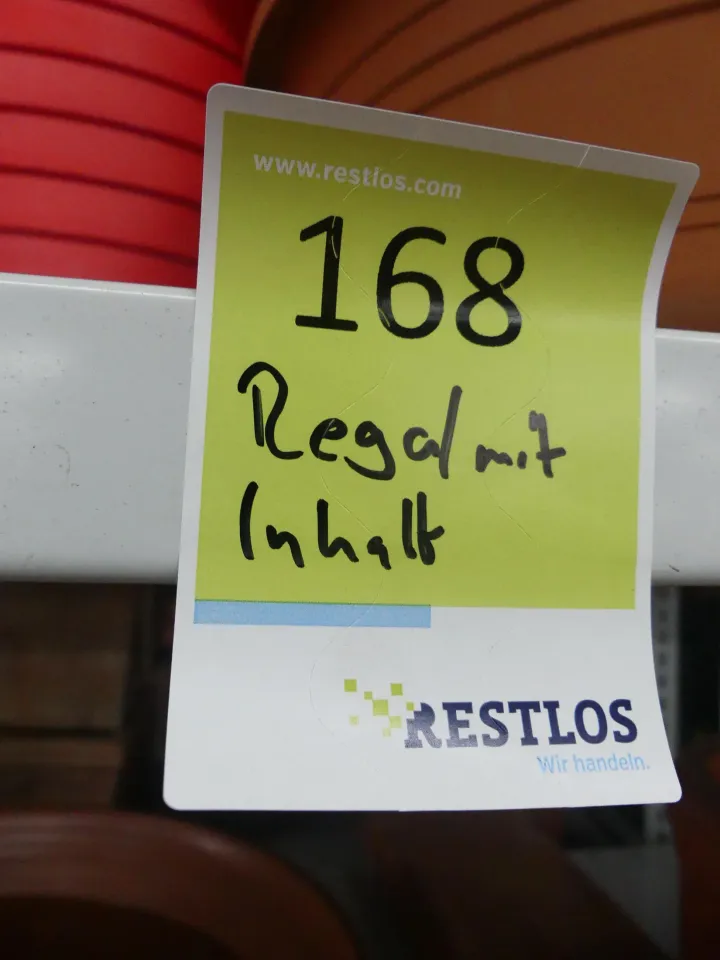 www.restlos.com
168
Regal mit
Inhalt
RESTLOS
Wir handeln.